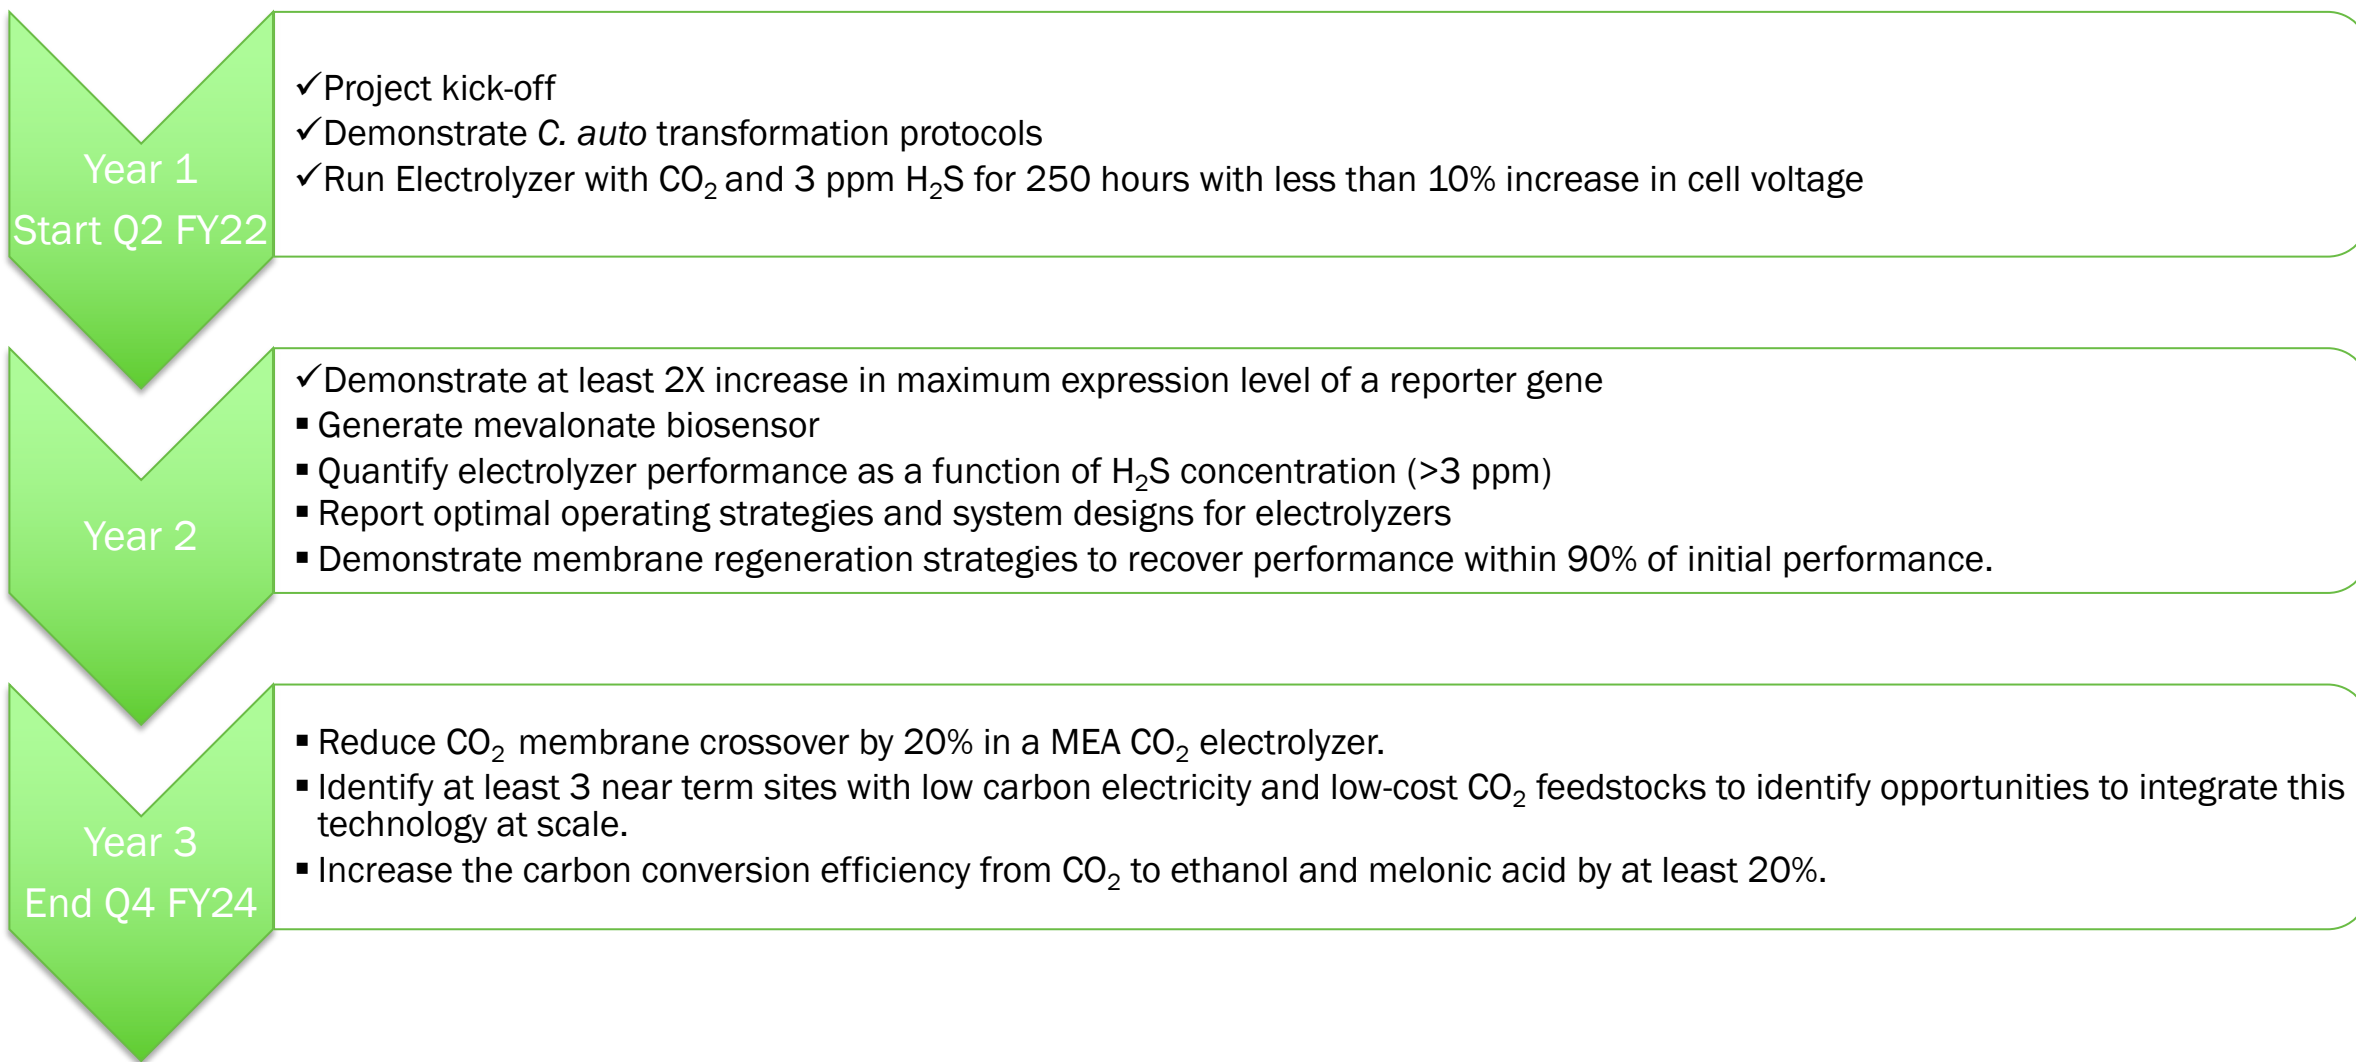 Year 1
Start Q2 FY22
✓Project kick-off
✓Demonstrate C. auto transformation protocols
✓Run Electrolyzer with CO₂ and 3 ppm H₂S for 250 hours with less than 10% increase in cell voltage
Year 2
✓Demonstrate at least 2X increase in maximum expression level of a reporter gene
▪ Generate mevalonate biosensor
▪ Quantify electrolyzer performance as a function of H₂S concentration (>3 ppm)
▪ Report optimal operating strategies and system designs for electrolyzers
▪ Demonstrate membrane regeneration strategies to recover performance within 90% of initial performance.
Year 3
End Q4 FY24
▪ Reduce CO₂ membrane crossover by 20% in a MEA CO₂ electrolyzer.
▪ Identify at least 3 near term sites with low carbon electricity and low-cost CO₂ feedstocks to identify opportunities to integrate this
technology at scale.
▪ Increase the carbon conversion efficiency from CO₂ to ethanol and melonic acid by at least 20%.